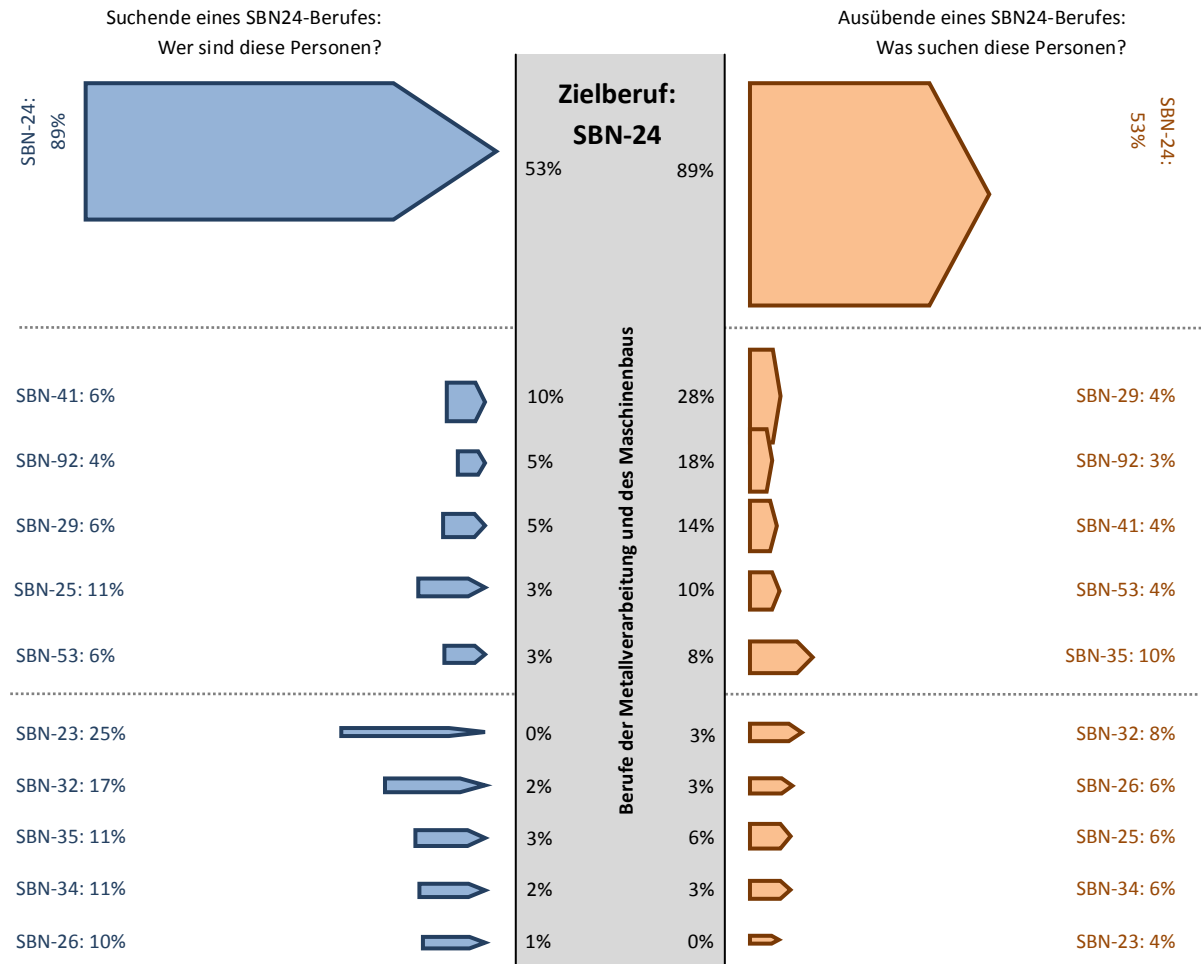 Suchende eines SBN24-Berufes:
Wer sind diese Personen?
Ausübende eines SBN24-Berufes:
Was suchen diese Personen?
SBN-24:
89%
Zielberuf:
SBN-24
53% 89%
SBN-24:
53%
Berufe der Metallverarbeitung und des Maschinenbaus
SBN-41: 6% 10% 28% SBN-29: 4%
SBN-92: 4% 5% 18% SBN-92: 3%
SBN-29: 6% 5% 14% SBN-41: 4%
SBN-25: 11% 3% 10% SBN-53: 4%
SBN-53: 6% 3% 8% SBN-35: 10%
SBN-23: 25% 0% 3% SBN-32: 8%
SBN-32: 17% 2% 3% SBN-26: 6%
SBN-35: 11% 3% 6% SBN-25: 6%
SBN-34: 11% 2% 3% SBN-34: 6%
SBN-26: 10% 1% 0% SBN-23: 4%